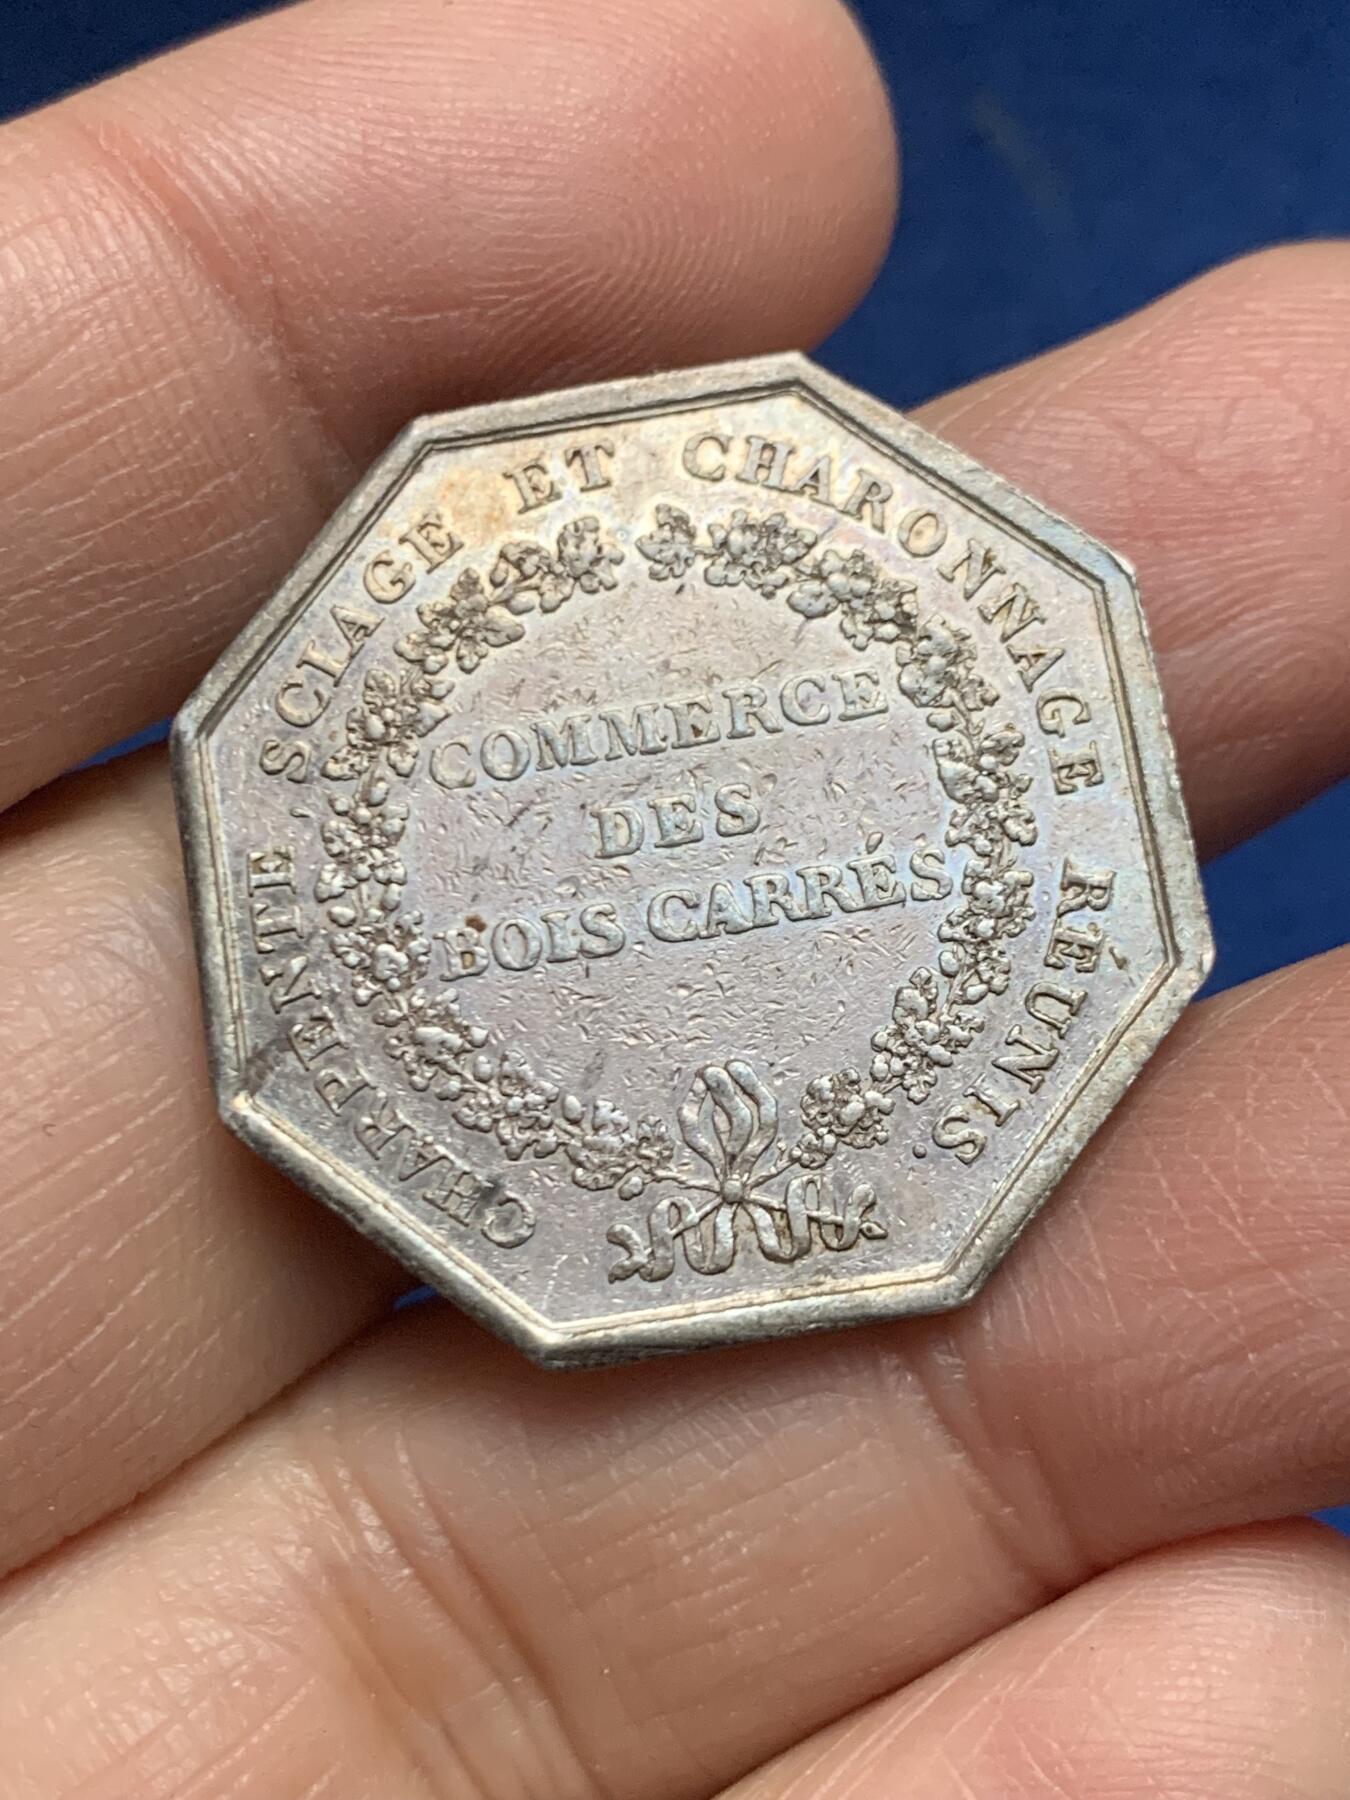 CHARPENTE, SCIAGE ET CHARONNAGE RÉUNIS.
COMMERCE
DES
BOIS CARRÉS